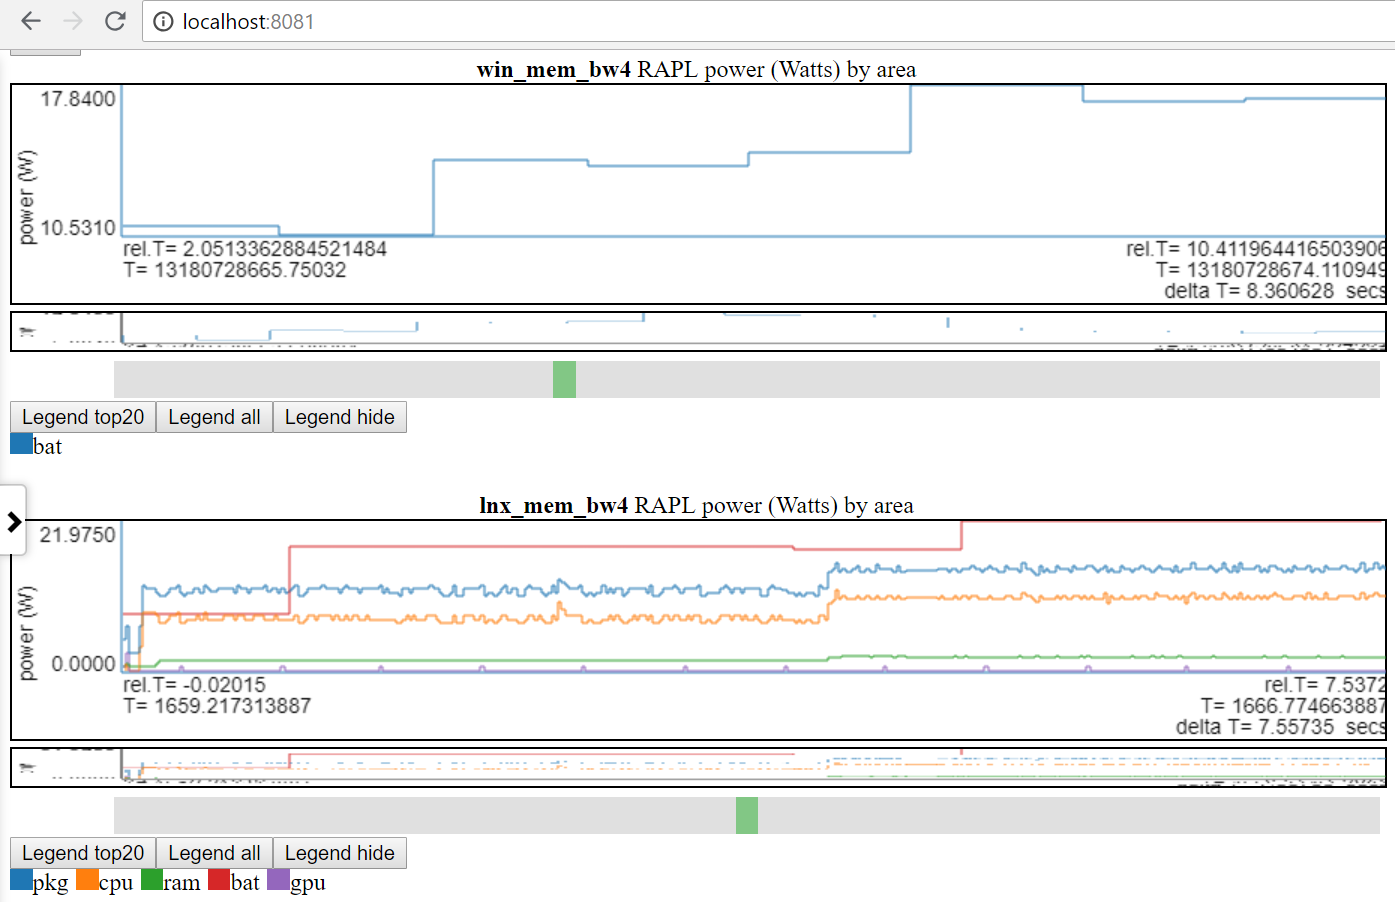 localhost:8081
win_mem_bw4 RAPL power (Watts) by area
17.8400
power (W)
10.5310
rel.T= 2.0513362884521484
rel.T= 10.411964416503906
T= 13180728665.75032
T= 13180728674.110949
delta T= 8.360628 secs
Legend top20 Legend all Legend hide
bat
lnx_mem_bw4 RAPL power (Watts) by area
21.9750
power (W)
0.0000
rel.T= -0.02015
rel.T= 7.5372
T= 1659.217313887
T= 1666.774663887
delta T= 7.55735 secs
Legend top20 Legend all Legend hide
pkg cpu ram bat gpu